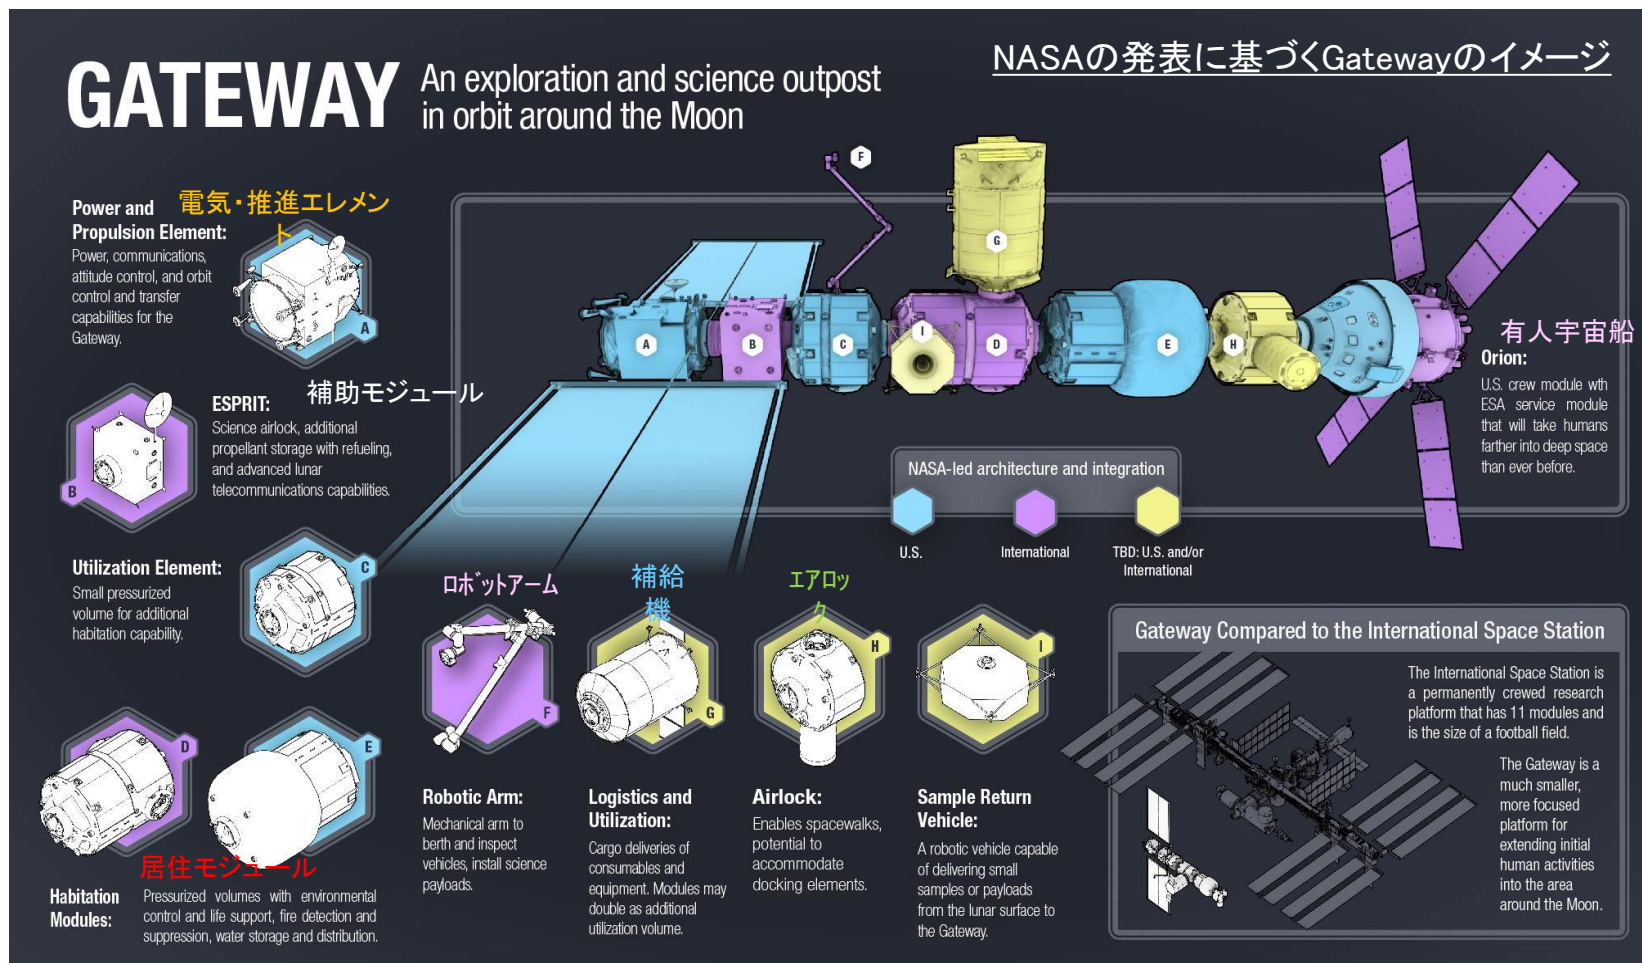 GATEWAY
An exploration and science outpost
in orbit around the Moon
NASAの発表に基づくGatewayのイメージ
Power and
Propulsion Element:
電気・推進エレメン
ト
Power, communications,
attitude control, and orbit
control and transfer
capabilities for the
Gateway.
A
ESPRIT:
補助モジュール
Science airlock, additional
propellant storage with refueling,
and advanced lunar
telecommunications capabilities.
B
Utilization Element:
Small pressurized
volume for additional
habitation capability.
C
D
E
居住モジュール
Habitation
Modules:
Pressurized volumes with environmental
control and life support, fire detection and
suppression, water storage and distribution.
F
G
A
B
C
I
D
E
H
有人宇宙船
Orion:
U.S. crew module wth
ESA service module
that will take humans
farther into deep space
than ever before.
NASA-led architecture and integration
U.S.
International
TBD: U.S. and/or
International
ロボットアーム
F
Robotic Arm:
Mechanical arm to
berth and inspect
vehicles, install science
payloads.
補給
機
G
Logistics and
Utilization:
Cargo deliveries of
consumables and
equipment. Modules may
double as additional
utilization volume.
エアロッ
ク
H
Airlock:
Enables spacewalks,
potential to
accommodate
docking elements.
I
Sample Return
Vehicle:
A robotic vehicle capable
of delivering small
samples or payloads
from the lunar surface to
the Gateway.
Gateway Compared to the International Space Station
The International Space Station is
a permanently crewed research
platform that has 11 modules and
is the size of a football field.
The Gateway is a
much smaller,
more focused
platform for
extending initial
human activities
into the area
around the Moon.